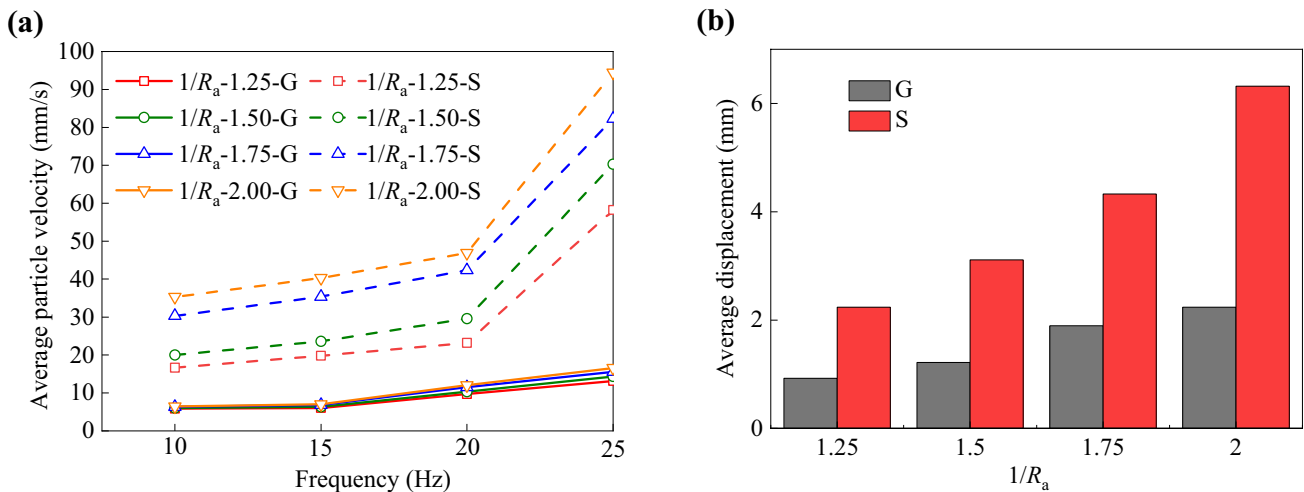 (a)
Average particle velocity (mm/s)
100
90
80
70
60
50
40
30
20
10
0
1/Ra-1.25-G
1/Ra-1.25-S
1/Ra-1.50-G
1/Ra-1.50-S
1/Ra-1.75-G
1/Ra-1.75-S
1/Ra-2.00-G
1/Ra-2.00-S
10
15
20
25
Frequency (Hz)
(b)
Average displacement (mm)
6
4
2
0
G
S
1.25
1.5
1.75
2
1/Ra